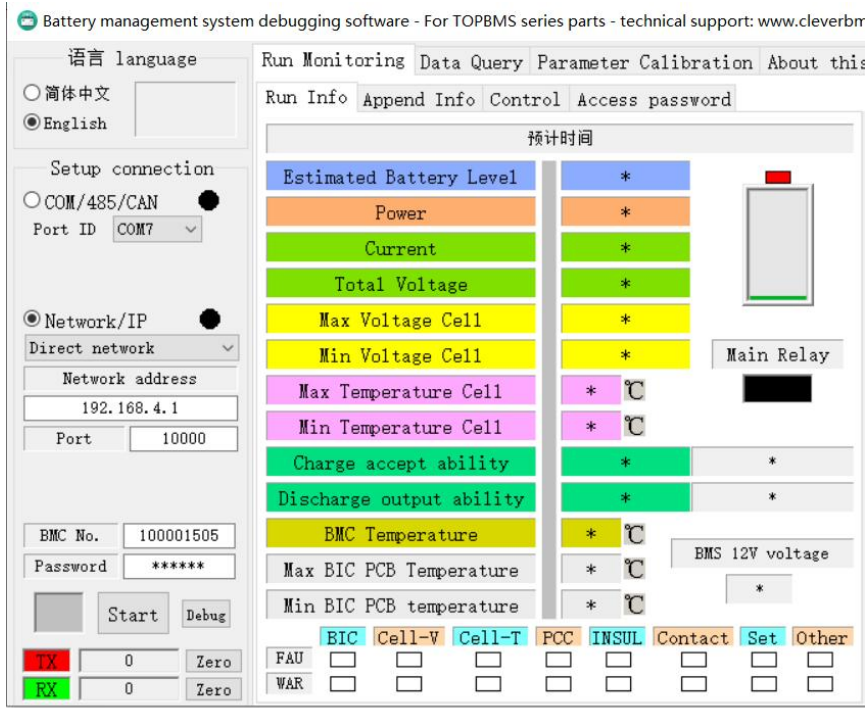 Battery management system debugging software - For TOPBMS series parts - technical support: www.cleverbm
语言 language
简体中文
English
Setup connection
COM/485/CAN
Port ID COM7
Network/IP
Direct network
Network address
192.168.4.1
Port 10000
BMC No. 100001505
Password ******
Start Debug
TX 0 Zero
RX 0 Zero
Run Monitoring Data Query Parameter Calibration About this
Run Info Append Info Control Access password
预计时间
Estimated Battery Level *
Power *
Current *
Total Voltage *
Max Voltage Cell *
Min Voltage Cell * Main Relay
Max Temperature Cell * ℃
Min Temperature Cell * ℃
Charge accept ability * *
Discharge output ability * *
BMC Temperature * ℃
BMS 12V voltage
Max BIC PCB Temperature * ℃
*
Min BIC PCB temperature * ℃
BIC Cell-V Cell-T PCC INSUL Contact Set Other
FAU
WAR